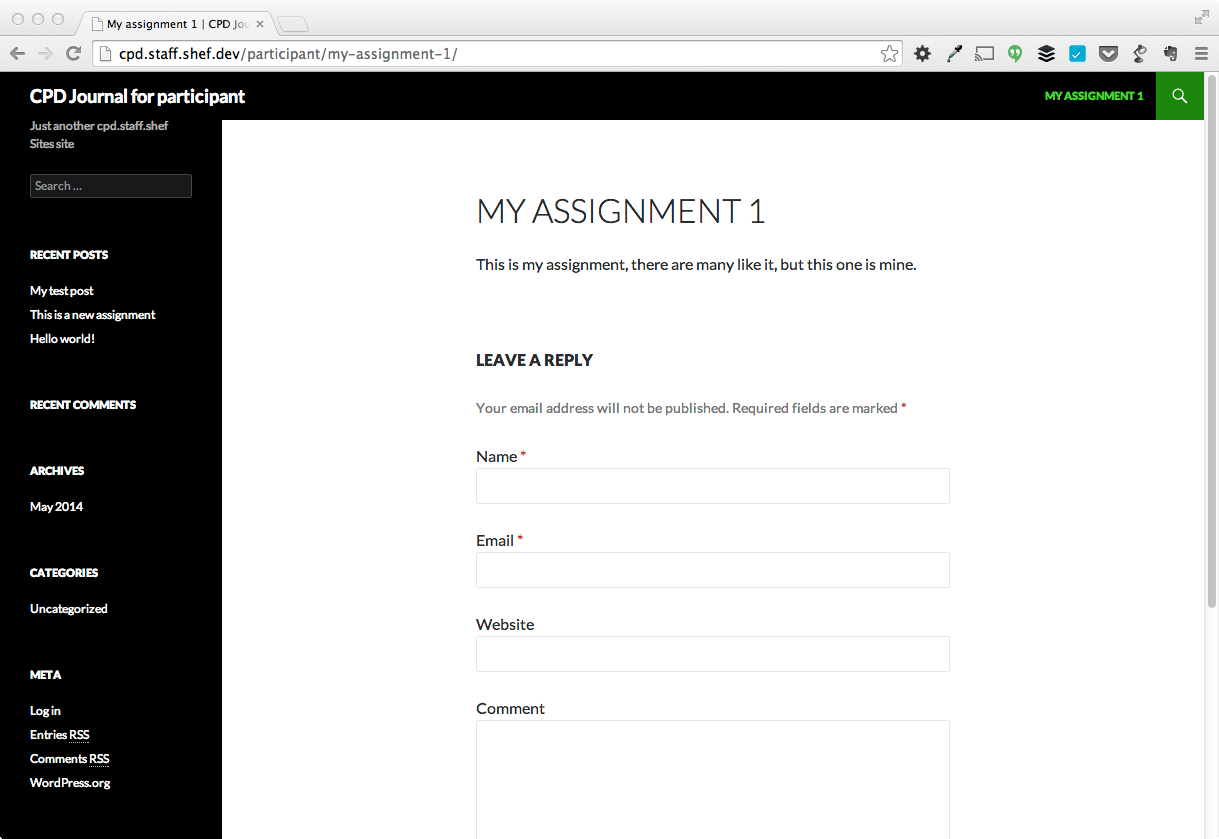 My assignment 1 | CPD Jou
cpd.staff.shef.dev/participant/my-assignment-1/
CPD Journal for participant
MY ASSIGNMENT 1
Just another cpd.staff.shef
Sites site
Search ...
RECENT POSTS
My test post
This is a new assignment
Hello world!
RECENT COMMENTS
ARCHIVES
May 2014
CATEGORIES
Uncategorized
META
Log in
Entries RSS
Comments RSS
WordPress.org
MY ASSIGNMENT 1
This is my assignment, there are many like it, but this one is mine.
LEAVE A REPLY
Your email address will not be published. Required fields are marked *
Name *
Email *
Website
Comment